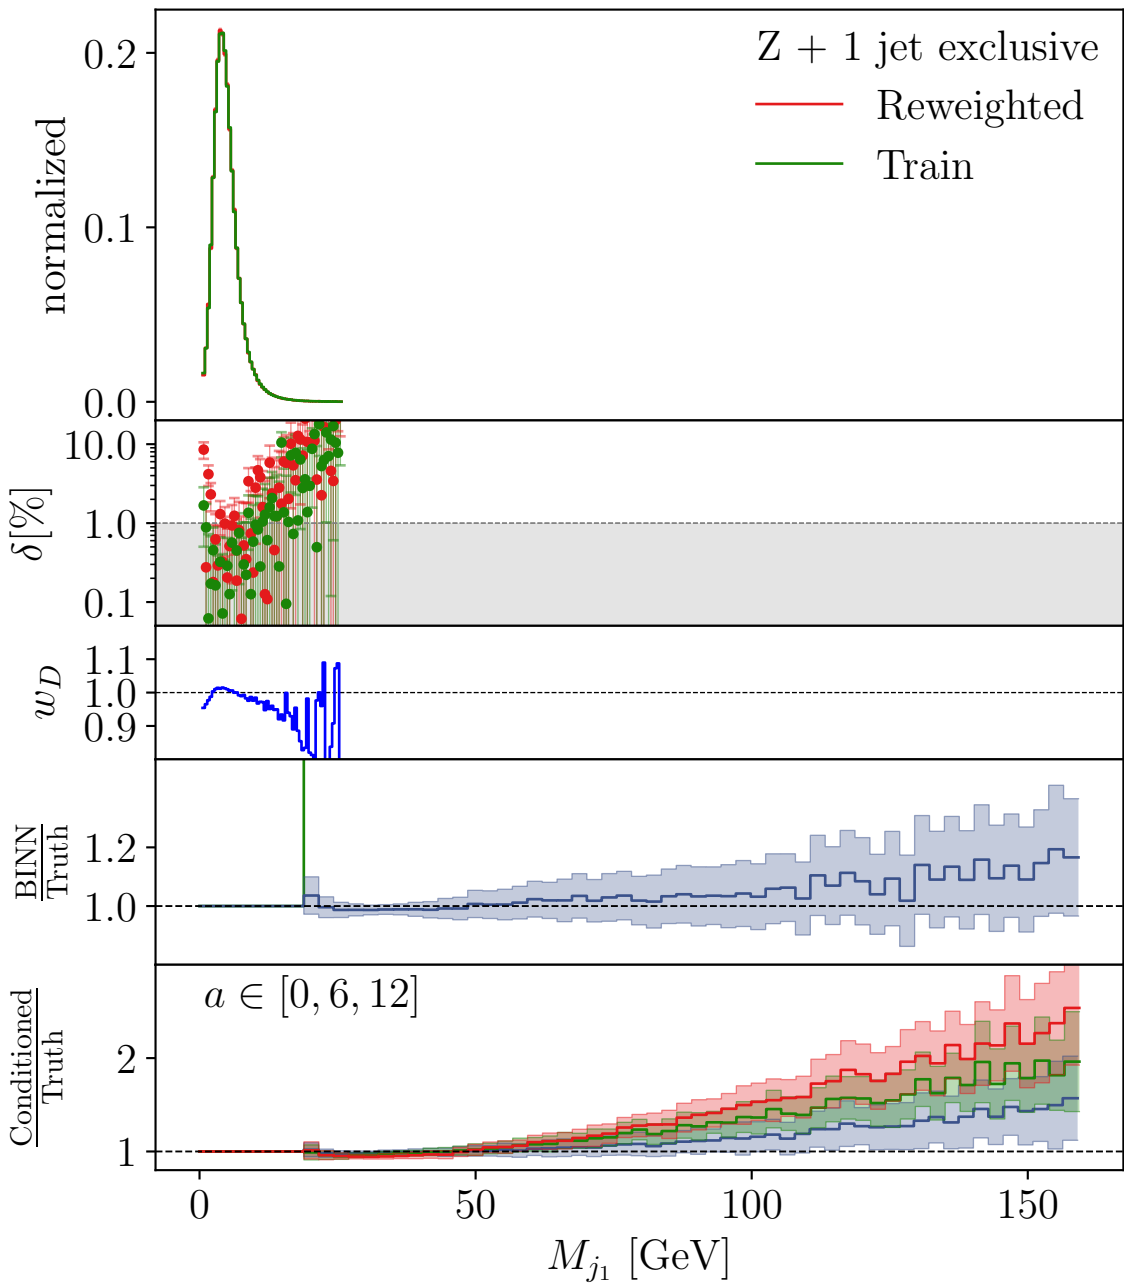 Z + 1 jet exclusive
Reweighted
Train
normalized
0.2
0.1
0.0
δ[%]
10.0
1.0
0.1
w_D
1.1
1.0
0.9
BINN
Truth
1.2
1.0
a ∈ [0, 6, 12]
Conditioned
Truth
2
1
0 50 100 150
M_{j_1} [GeV]